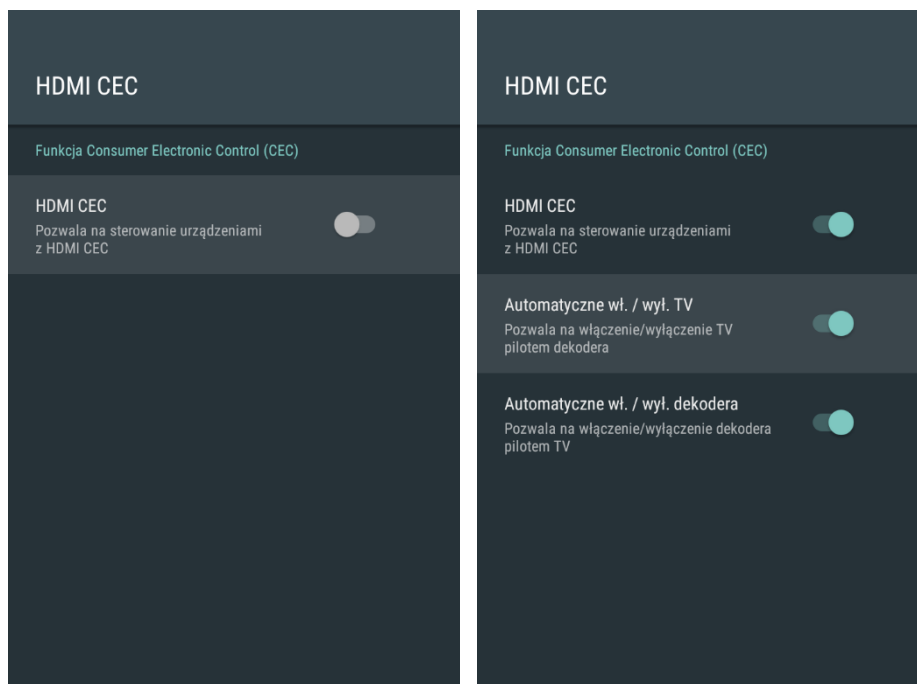 HDMI CEC
Funkcja Consumer Electronic Control (CEC)
HDMI CEC
Pozwala na sterowanie urządzeniami
z HDMI CEC
HDMI CEC
Funkcja Consumer Electronic Control (CEC)
HDMI CEC
Pozwala na sterowanie urządzeniami
z HDMI CEC
Automatyczne wł. / wył. TV
Pozwala na włączenie/wyłączenie TV
pilotem dekodera
Automatyczne wł. / wył. dekodera
Pozwala na włączenie/wyłączenie dekodera
pilotem TV